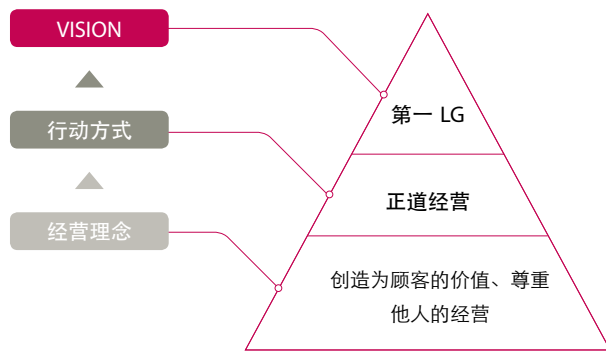 VISION
第一 LG
行动方式
正道经营
经营理念
创造为顾客的价值、尊重
他人的经营